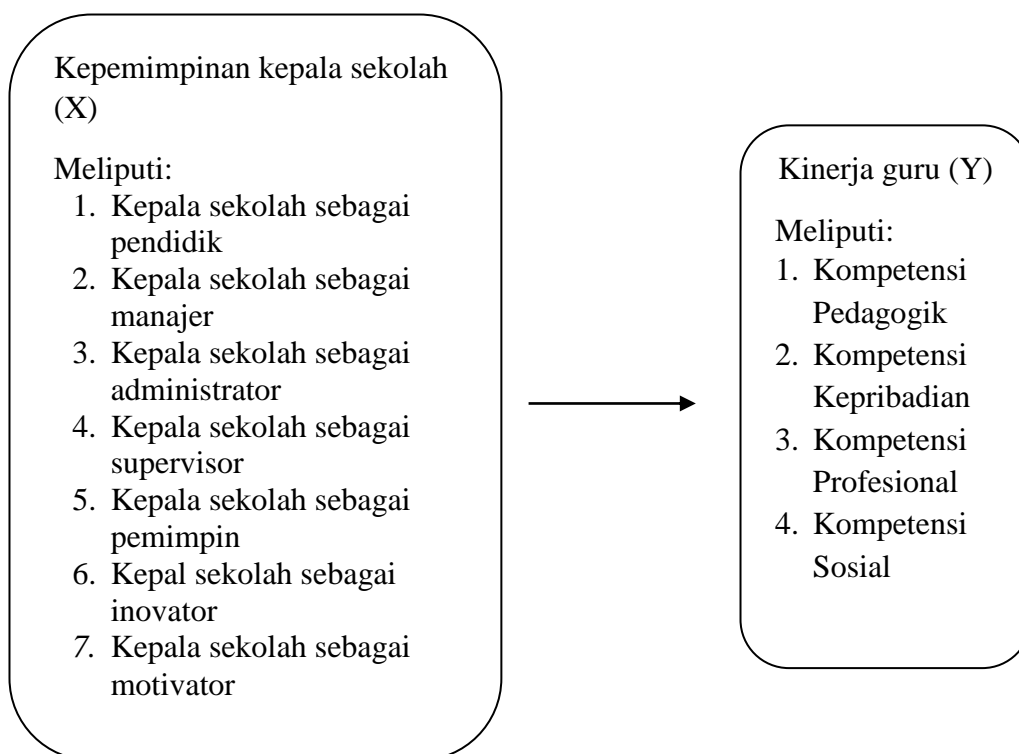 Kepemimpinan kepala sekolah
(X)
Meliputi:
1. Kepala sekolah sebagai
pendidik
2. Kepala sekolah sebagai
manajer
3. Kepala sekolah sebagai
administrator
4. Kepala sekolah sebagai
supervisor
5. Kepala sekolah sebagai
pemimpin
6. Kepal sekolah sebagai
inovator
7. Kepala sekolah sebagai
motivator
Kinerja guru (Y)
Meliputi:
1. Kompetensi
Pedagogik
2. Kompetensi
Kepribadian
3. Kompetensi
Profesional
4. Kompetensi
Sosial